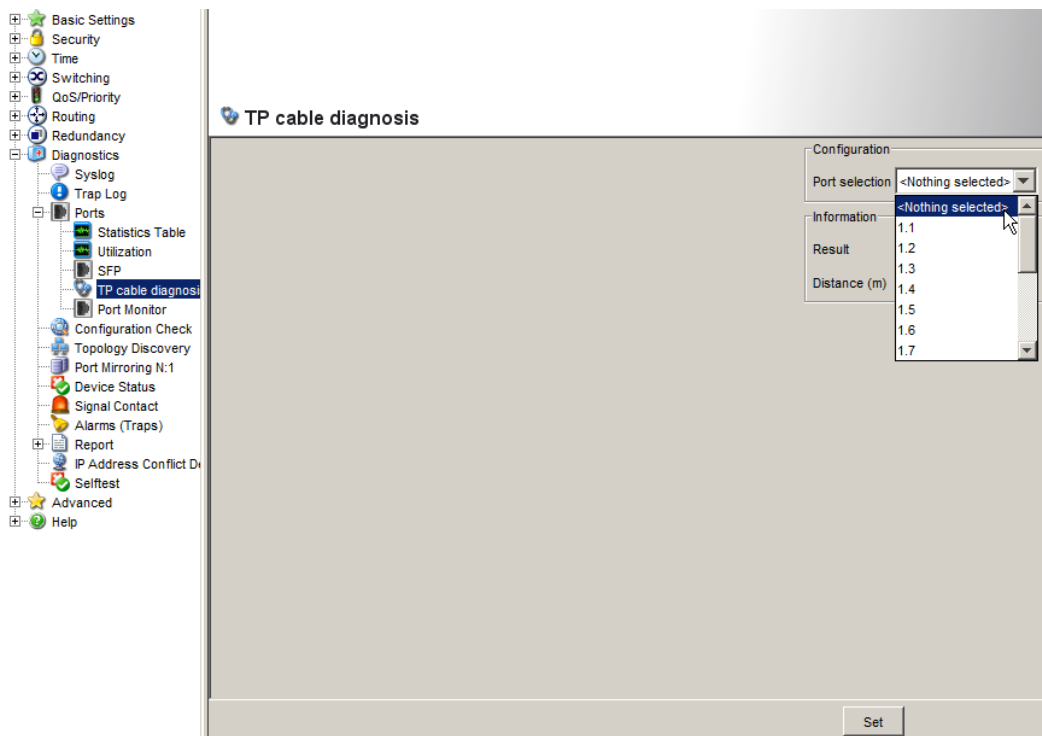 Basic Settings
Security
Time
Switching
QoS/Priority
Routing
Redundancy
Diagnostics
Syslog
Trap Log
Ports
Statistics Table
Utilization
SFP
TP cable diagnosi
Port Monitor
Configuration Check
Topology Discovery
Port Mirroring N:1
Device Status
Signal Contact
Alarms (Traps)
Report
IP Address Conflict De
Selftest
Advanced
Help
TP cable diagnosis
Configuration
Port selection <Nothing selected>
<Nothing selected>
1.1
1.2
1.3
1.4
1.5
1.6
1.7
Information
Result
Distance (m)
Set